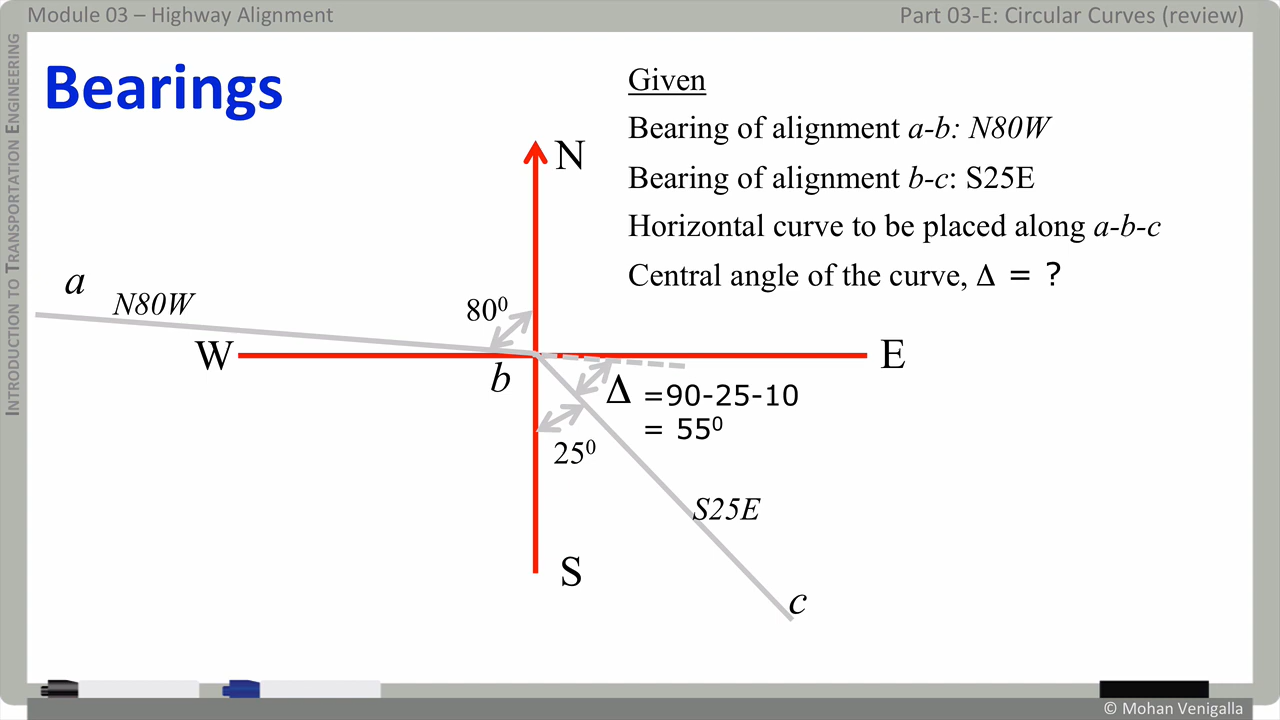 Module 03 – Highway Alignment
Part 03-E: Circular Curves (review)
INTRODUCTION TO TRANSPORTATION ENGINEERING
Bearings
Given
Bearing of alignment a-b: N80W
Bearing of alignment b-c: S25E
Horizontal curve to be placed along a-b-c
Central angle of the curve, Δ = ?
N
a
N80W
80⁰
W
E
b
Δ =90-25-10
= 55⁰
25⁰
S25E
S
c
© Mohan Venigalla